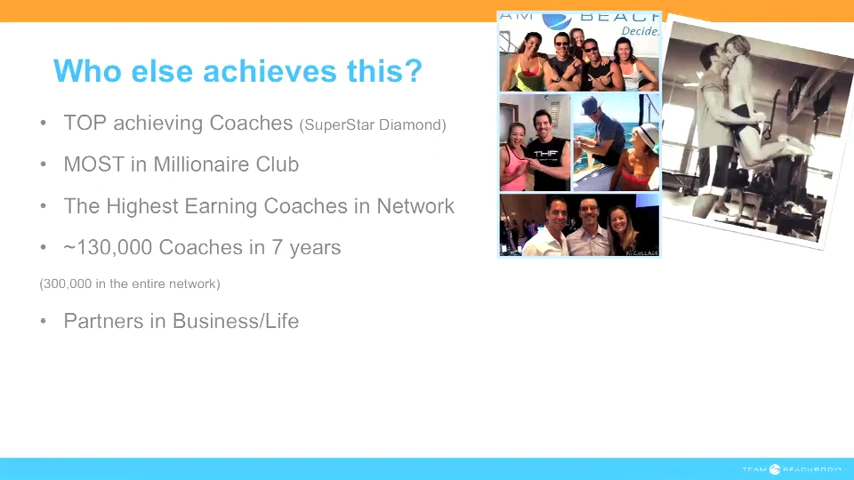 Who else achieves this?
• TOP achieving Coaches (SuperStar Diamond)
• MOST in Millionaire Club
• The Highest Earning Coaches in Network
• ~130,000 Coaches in 7 years
(300,000 in the entire network)
• Partners in Business/Life
AM BEACH
Decide.
TEAM BEACHBODY